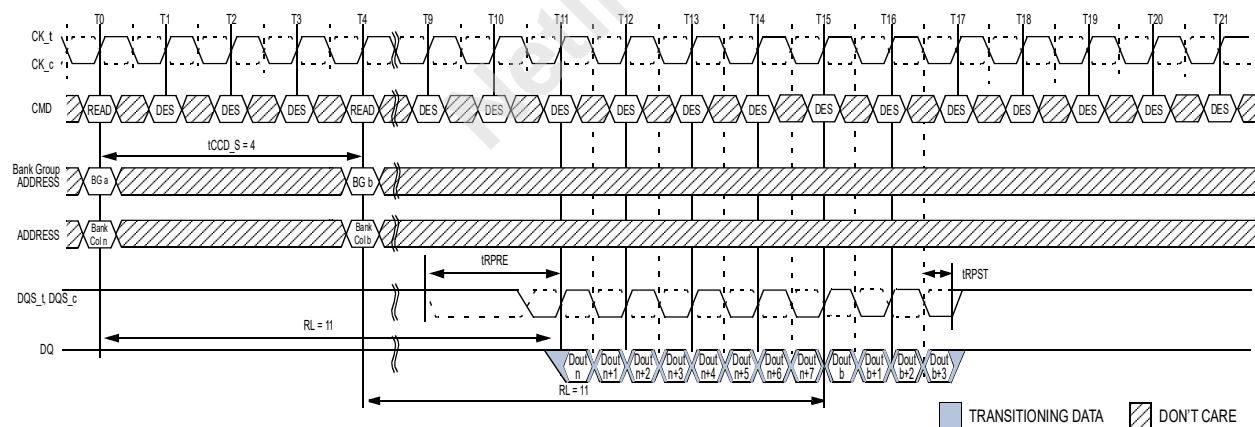 T0 T1 T2 T3 T4 T9 T10 T11 T12 T13 T14 T15 T16 T17 T18 T19 T20 T21
CK_t
CK_c
CMD READ DES DES DES READ DES DES DES DES DES DES DES DES DES DES DES DES DES
tCCD_S = 4
Bank Group
ADDRESS
BG a BG b
ADDRESS
Bank
Col n
Bank
Col b
tRPRE
tRPST
DQS_t, DQS_c
RL = 11
DQ
Dout
n
Dout
n+1
Dout
n+2
Dout
n+3
Dout
n+4
Dout
n+5
Dout
n+6
Dout
n+7
Dout
b
Dout
b+1
Dout
b+2
Dout
b+3
RL = 11
TRANSITIONING DATA DON'T CARE